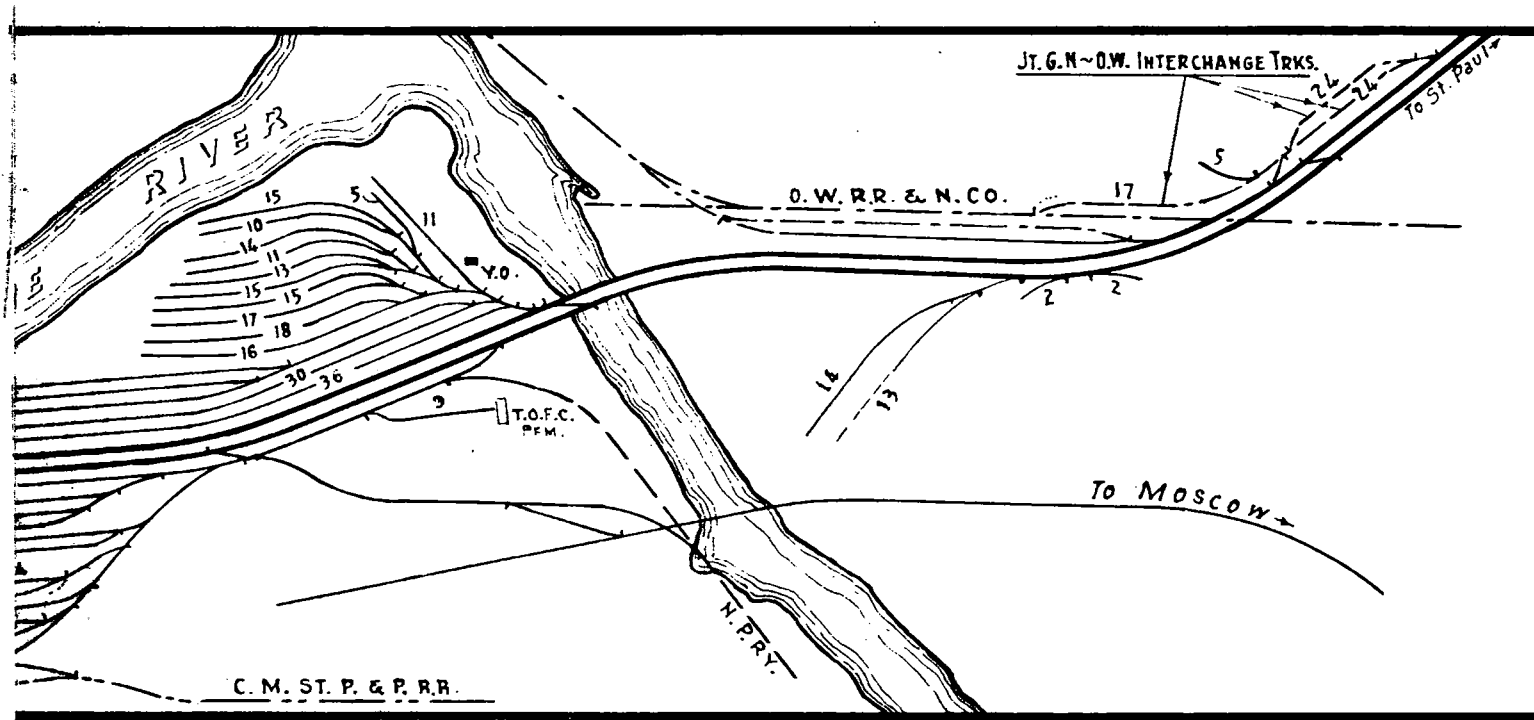 JT. G.N~O.W. INTERCHANGE TRKS.
24
24
To St. Paul
RIVER
E
5
17
O.W.R.R. & N. CO.
15
5
11
10
14
11
Y.O.
13
15
15
17
18
16
2
2
30
36
9
T.O.F.C.
PFM.
14
13
To Moscow
N.P.RY.
C. M. ST. P. & P. R.R.